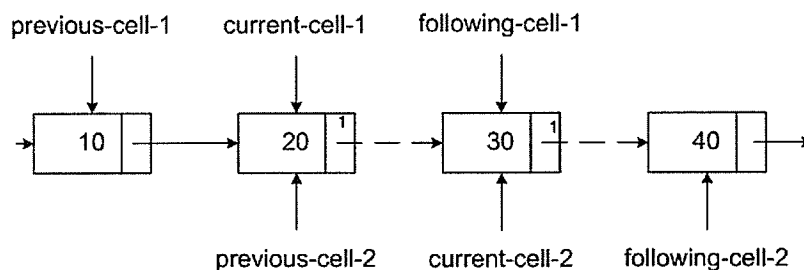 previous-cell-1 current-cell-1 following-cell-1
10 20 1 30 1 40
previous-cell-2 current-cell-2 following-cell-2